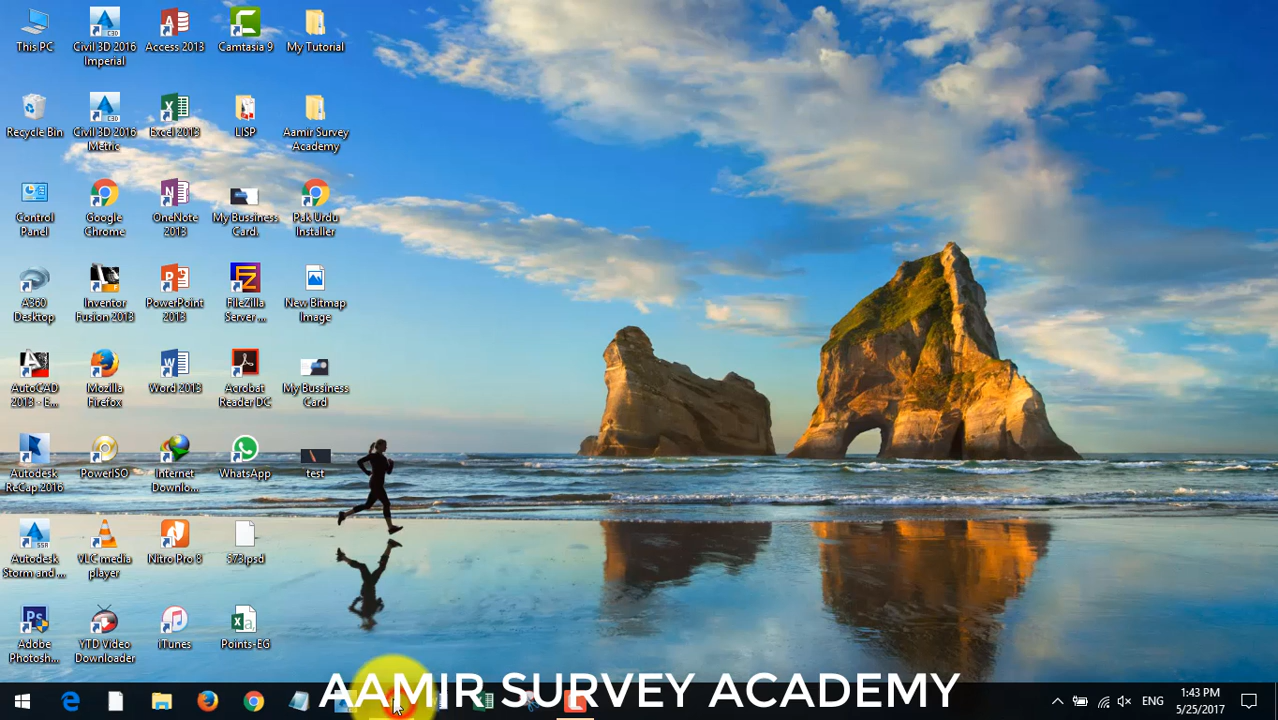 This PC
Civil 3D 2016 Imperial
Access 2013
Camtasia 9
My Tutorial
Recycle Bin
Civil 3D 2016 Metric
Excel 2013
LISP
Aamir Survey Academy
Control Panel
Google Chrome
OneNote 2013
My Bussiness Card.
Pak Urdu Installer
A360 Desktop
Inventor Fusion 2013
PowerPoint 2013
FileZilla Server ...
New Bitmap Image
AutoCAD 2013 - E...
Mozilla Firefox
Word 2013
Acrobat Reader DC
My Bussiness Card
Autodesk ReCap 2016
PowerISO
Internet Downlo...
WhatsApp
test
Autodesk Storm and ...
VLC media player
Nitro Pro 8
573.psd
Adobe Photosh...
YTD Video Downloader
iTunes
Points-EG
AAMIR SURVEY ACADEMY
ENG
1:43 PM
5/25/2017